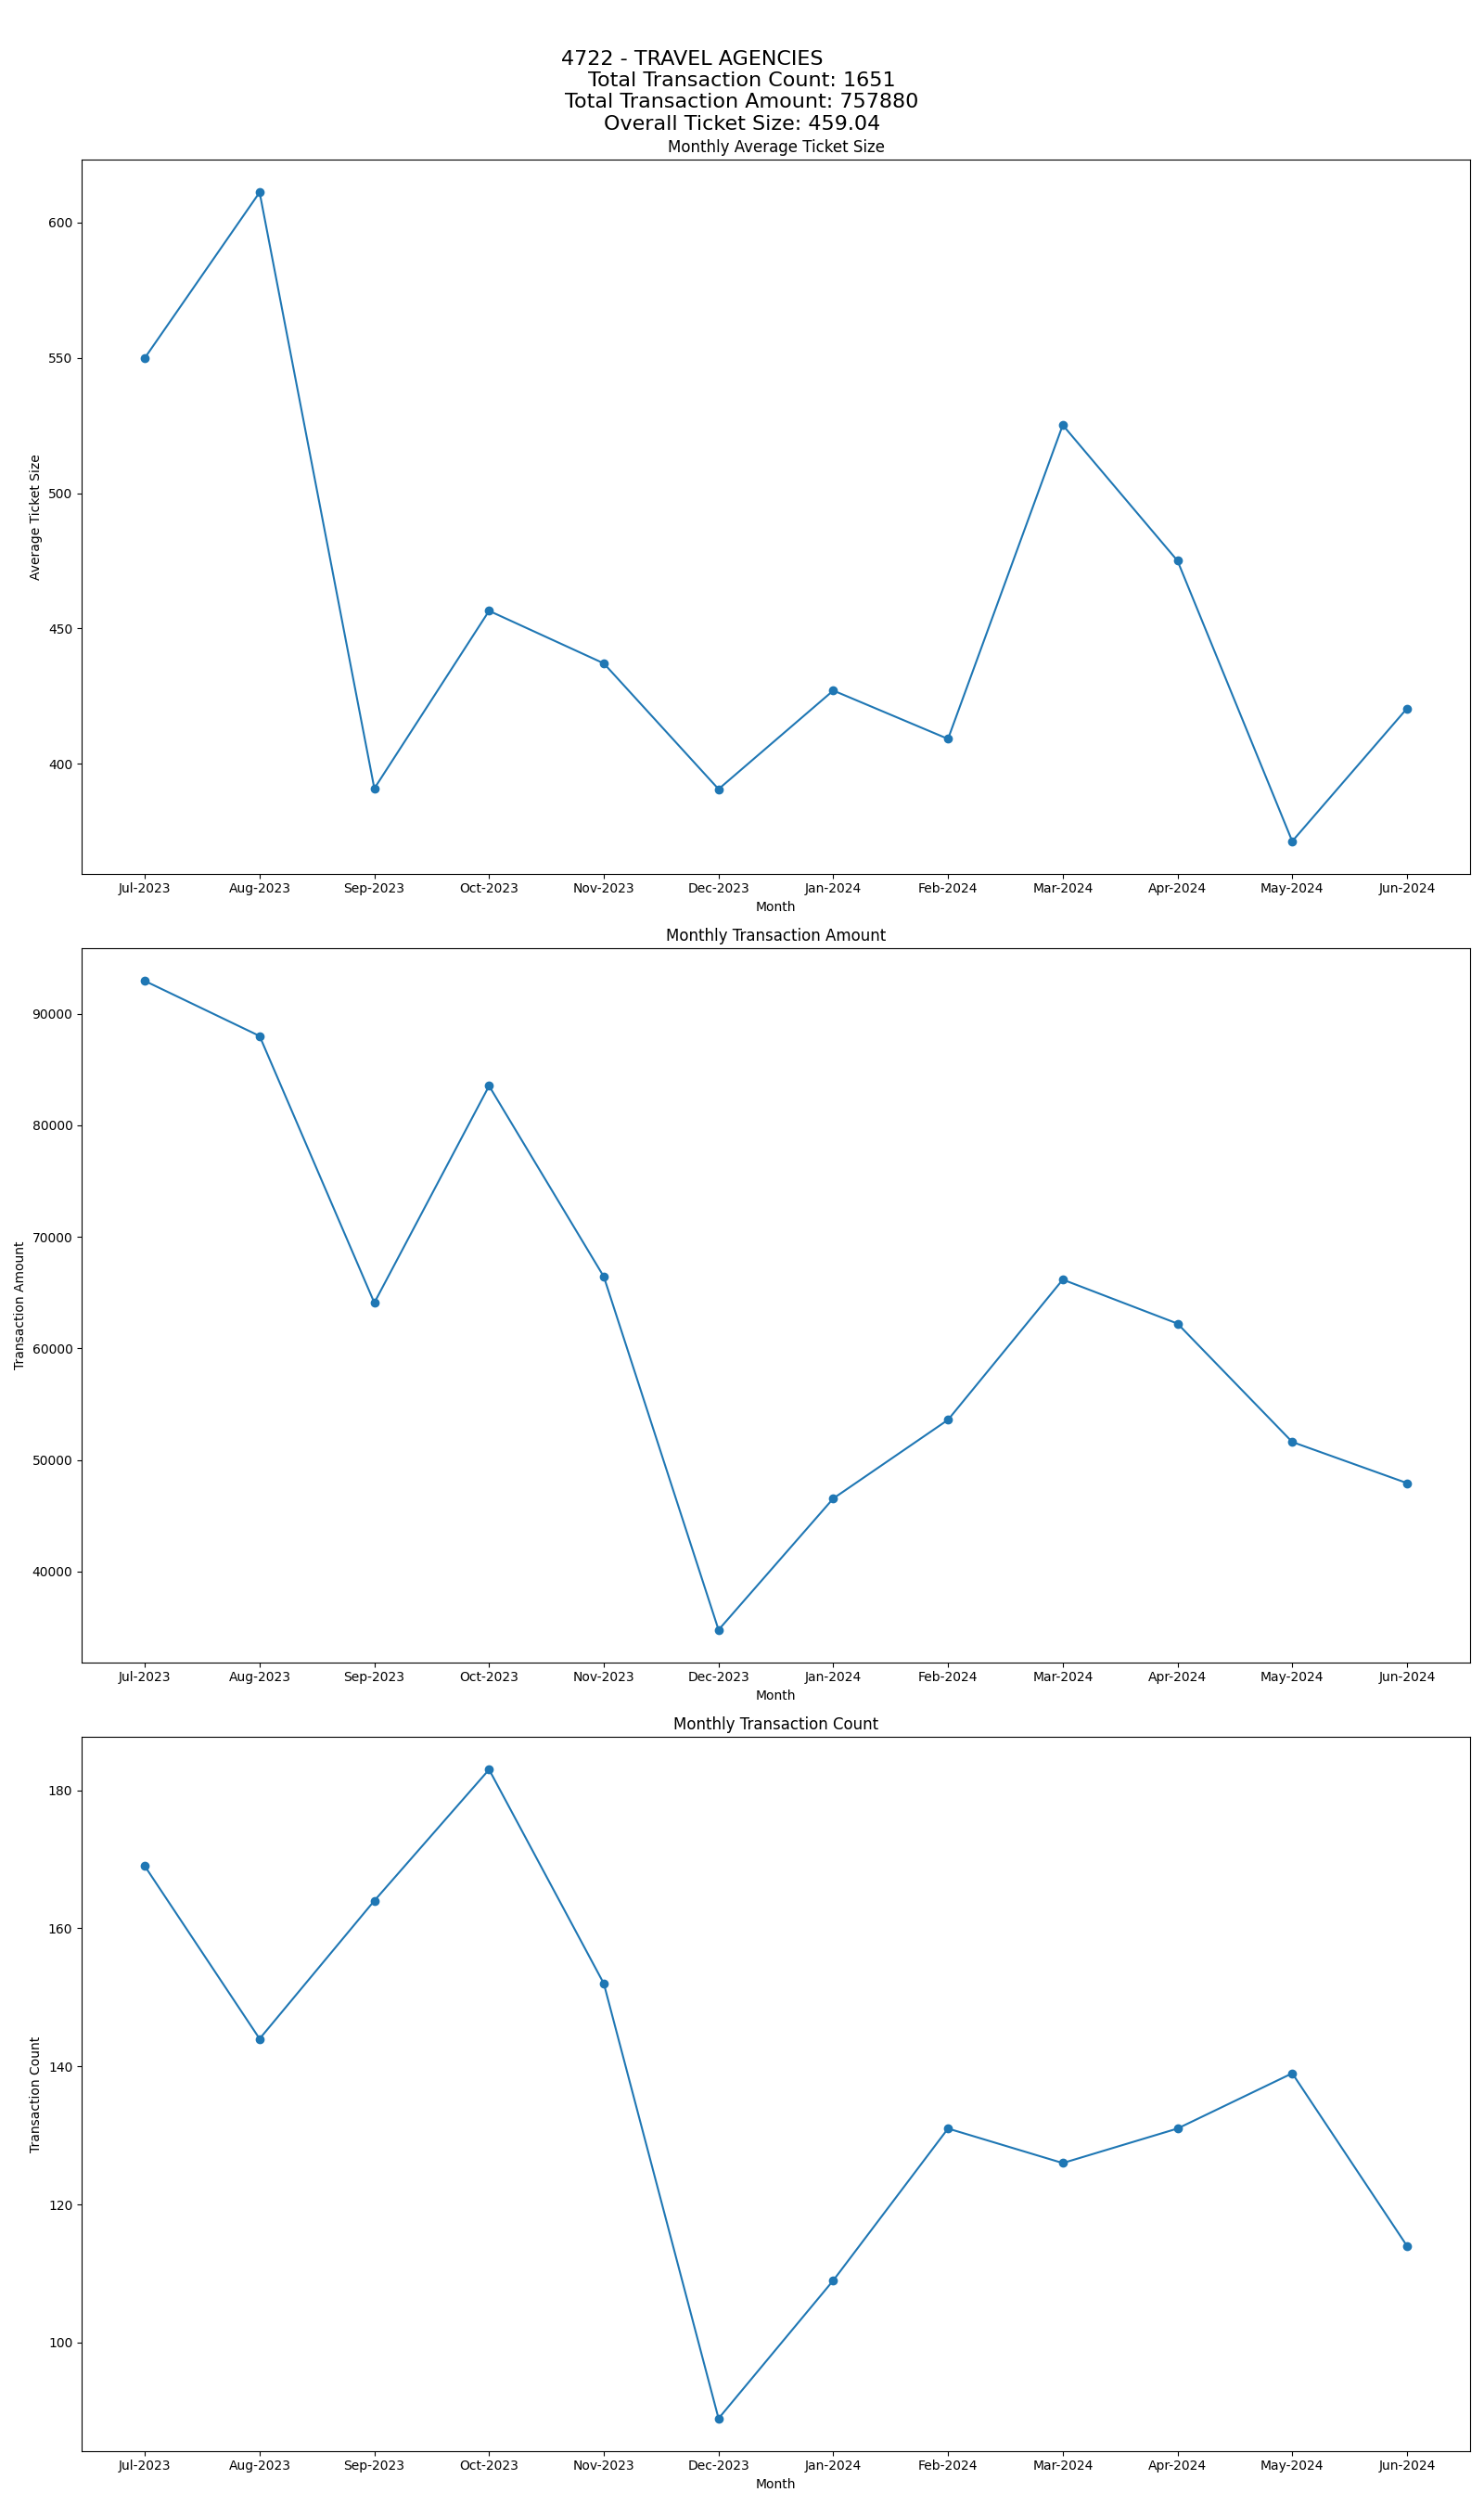 4722 - TRAVEL AGENCIES
Total Transaction Count: 1651
Total Transaction Amount: 757880
Overall Ticket Size: 459.04
Monthly Average Ticket Size
600
550
500
450
400
Average Ticket Size
Jul-2023 Aug-2023 Sep-2023 Oct-2023 Nov-2023 Dec-2023 Jan-2024 Feb-2024 Mar-2024 Apr-2024 May-2024 Jun-2024
Month
Monthly Transaction Amount
90000
80000
70000
60000
50000
40000
Transaction Amount
Jul-2023 Aug-2023 Sep-2023 Oct-2023 Nov-2023 Dec-2023 Jan-2024 Feb-2024 Mar-2024 Apr-2024 May-2024 Jun-2024
Month
Monthly Transaction Count
180
160
140
120
100
Transaction Count
Jul-2023 Aug-2023 Sep-2023 Oct-2023 Nov-2023 Dec-2023 Jan-2024 Feb-2024 Mar-2024 Apr-2024 May-2024 Jun-2024
Month